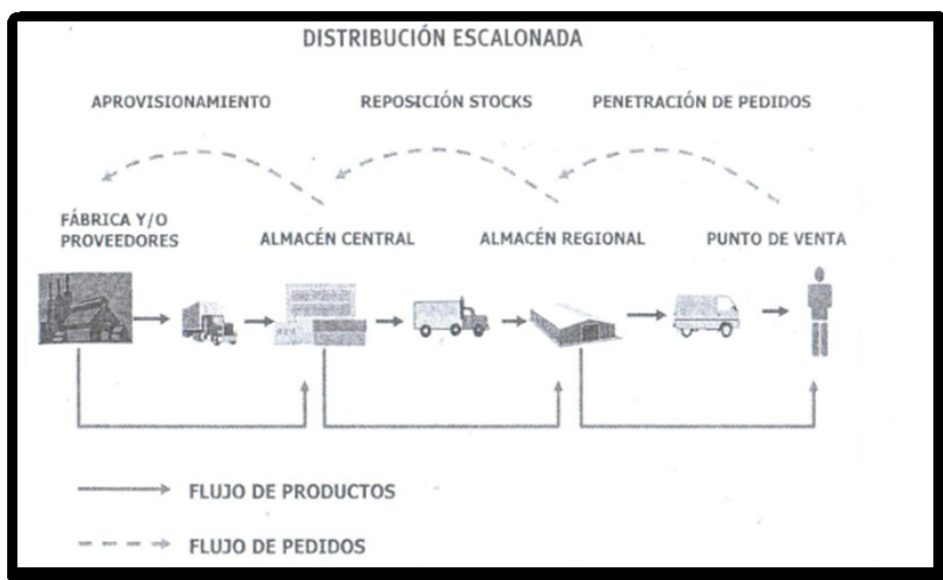 DISTRIBUCIÓN ESCALONADA
APROVISIONAMIENTO
REPOSICIÓN STOCKS
PENETRACIÓN DE PEDIDOS
FÁBRICA Y/O
PROVEEDORES
ALMACÉN CENTRAL
ALMACÉN REGIONAL
PUNTO DE VENTA
FLUJO DE PRODUCTOS
FLUJO DE PEDIDOS